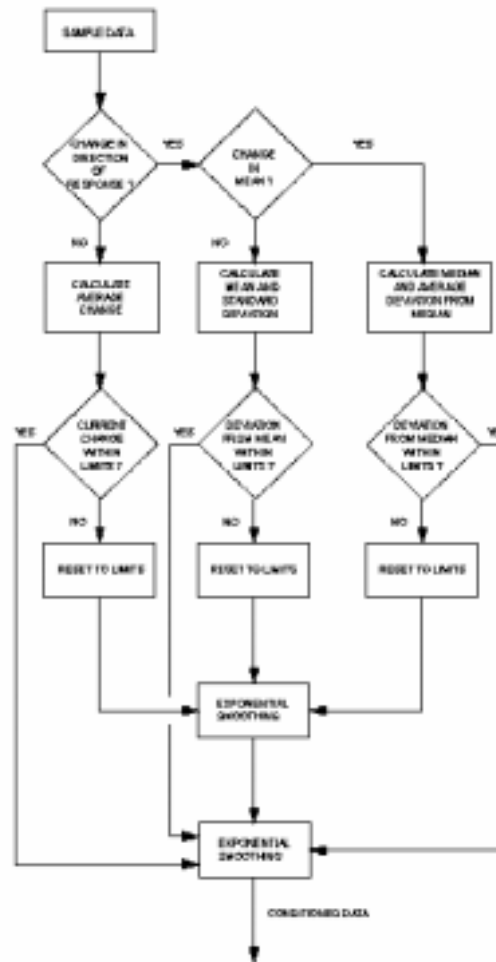 SAMPLE DATA
CHANGE IN
DIRECTION
OF
RESPONSE ?
YES
CHANGE
IN
MEAN ?
YES
NO
NO
CALCULATE
AVERAGE
CHANGE
CALCULATE
MEAN AND
STANDARD
DEVIATION
CALCULATE MEDIAN
AND AVERAGE
DEVIATION FROM
MEDIAN
YES
CURRENT
CHANGE
WITHIN
LIMITS ?
YES
DEVIATION
FROM MEAN
WITHIN
LIMITS ?
DEVIATION
FROM MEDIAN
WITHIN
LIMITS ?
NO
NO
NO
RESET TO LIMITS
RESET TO LIMITS
RESET TO LIMITS
EXPONENTIAL
SMOOTHING
EXPONENTIAL
SMOOTHING
CONDITIONED DATA